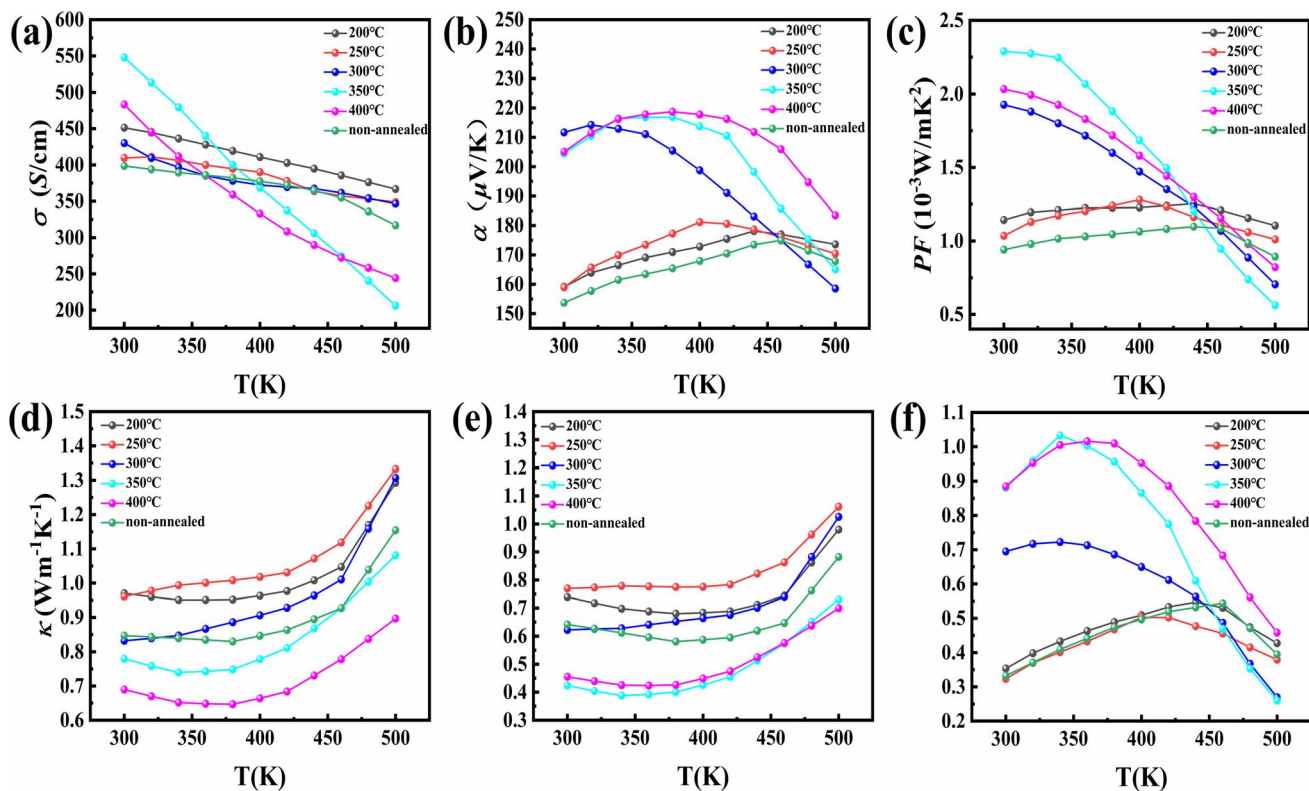 (a)
σ (S/cm)
550
500
450
400
350
300
250
200
200°C
250°C
300°C
350°C
400°C
non-annealed
300 350 400 450 500
T(K)
(b)
α (μV/K)
250
240
230
220
210
200
190
180
170
160
150
200°C
250°C
300°C
350°C
400°C
non-annealed
300 350 400 450 500
T(K)
(c)
PF (10⁻³W/mK²)
2.5
2.0
1.5
1.0
0.5
200°C
250°C
300°C
400°C
350°C
non-annealed
300 350 400 450 500
T(K)
(d)
κ (Wm⁻¹K⁻¹)
1.5
1.4
1.3
1.2
1.1
1.0
0.9
0.8
0.7
0.6
200°C
250°C
300°C
350°C
400°C
non-annealed
300 350 400 450 500
T(K)
(e)
1.4
1.3
1.2
1.1
1.0
0.9
0.8
0.7
0.6
0.5
0.4
0.3
200°C
250°C
300°C
350°C
400°C
non-annealed
300 350 400 450 500
T(K)
(f)
1.1
1.0
0.9
0.8
0.7
0.6
0.5
0.4
0.3
0.2
200°C
250°C
300°C
350°C
400°C
non-annealed
300 350 400 450 500
T(K)